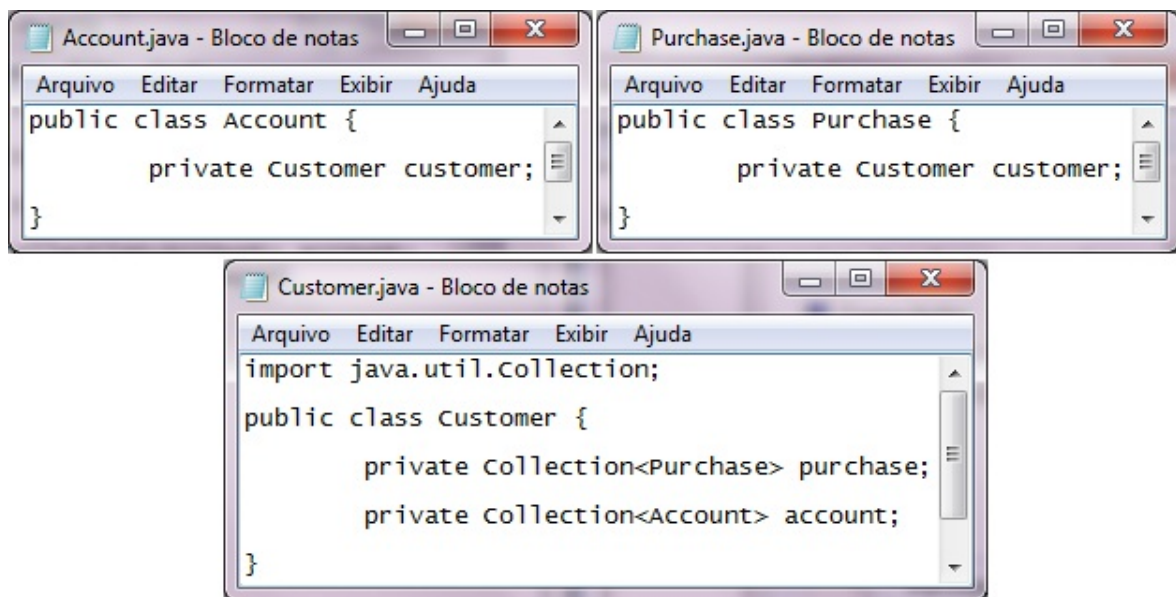 Account.java - Bloco de notas
Arquivo Editar Formatar Exibir Ajuda
public class Account {
private Customer customer;
}
Purchase.java - Bloco de notas
Arquivo Editar Formatar Exibir Ajuda
public class Purchase {
private Customer customer;
}
Customer.java - Bloco de notas
Arquivo Editar Formatar Exibir Ajuda
import java.util.Collection;
public class Customer {
private Collection<Purchase> purchase;
private Collection<Account> account;
}